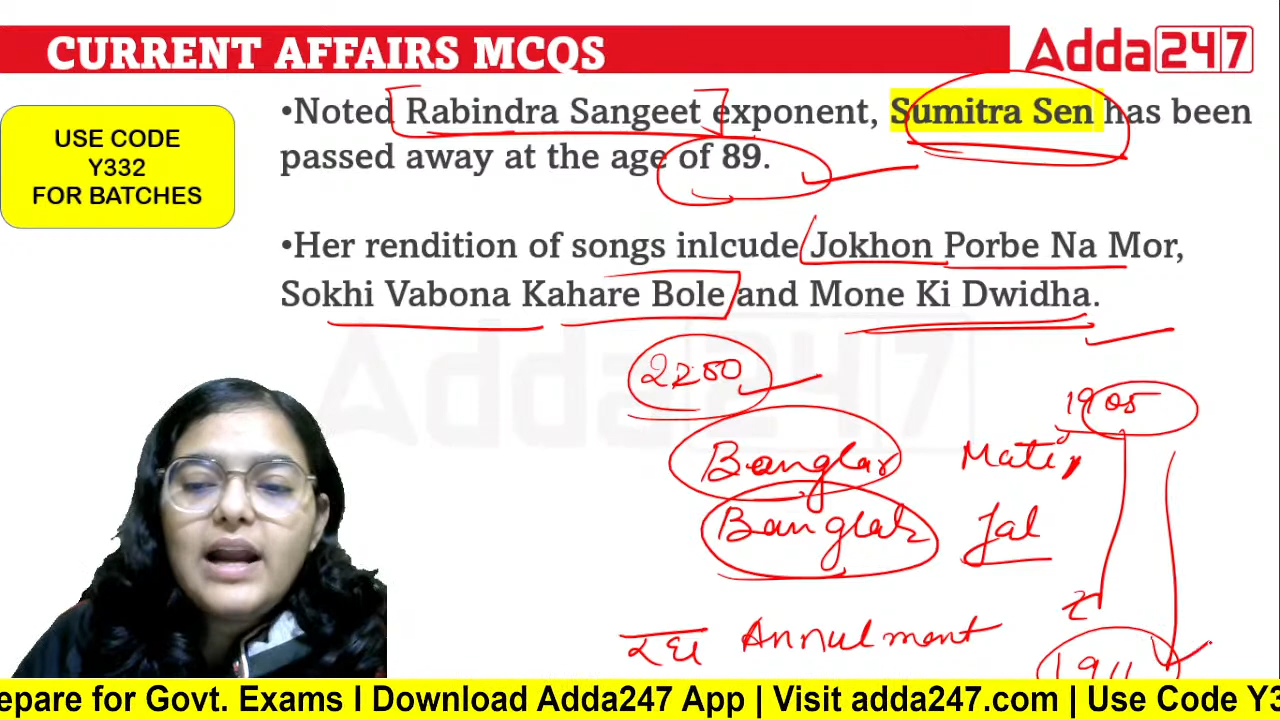 CURRENT AFFAIRS MCQS
Adda247
USE CODE
Y332
FOR BATCHES
•Noted Rabindra Sangeet exponent, Sumitra Sen has been
passed away at the age of 89.
•Her rendition of songs inlcude Jokhon Porbe Na Mor,
Sokhi Vabona Kahare Bole and Mone Ki Dwidha.
Adda247
2250
1905
Banglar Mati,
Banglar Jal
रद्द Annulment
1911
epare for Govt. Exams I Download Adda247 App | Visit adda247.com | Use Code Y3